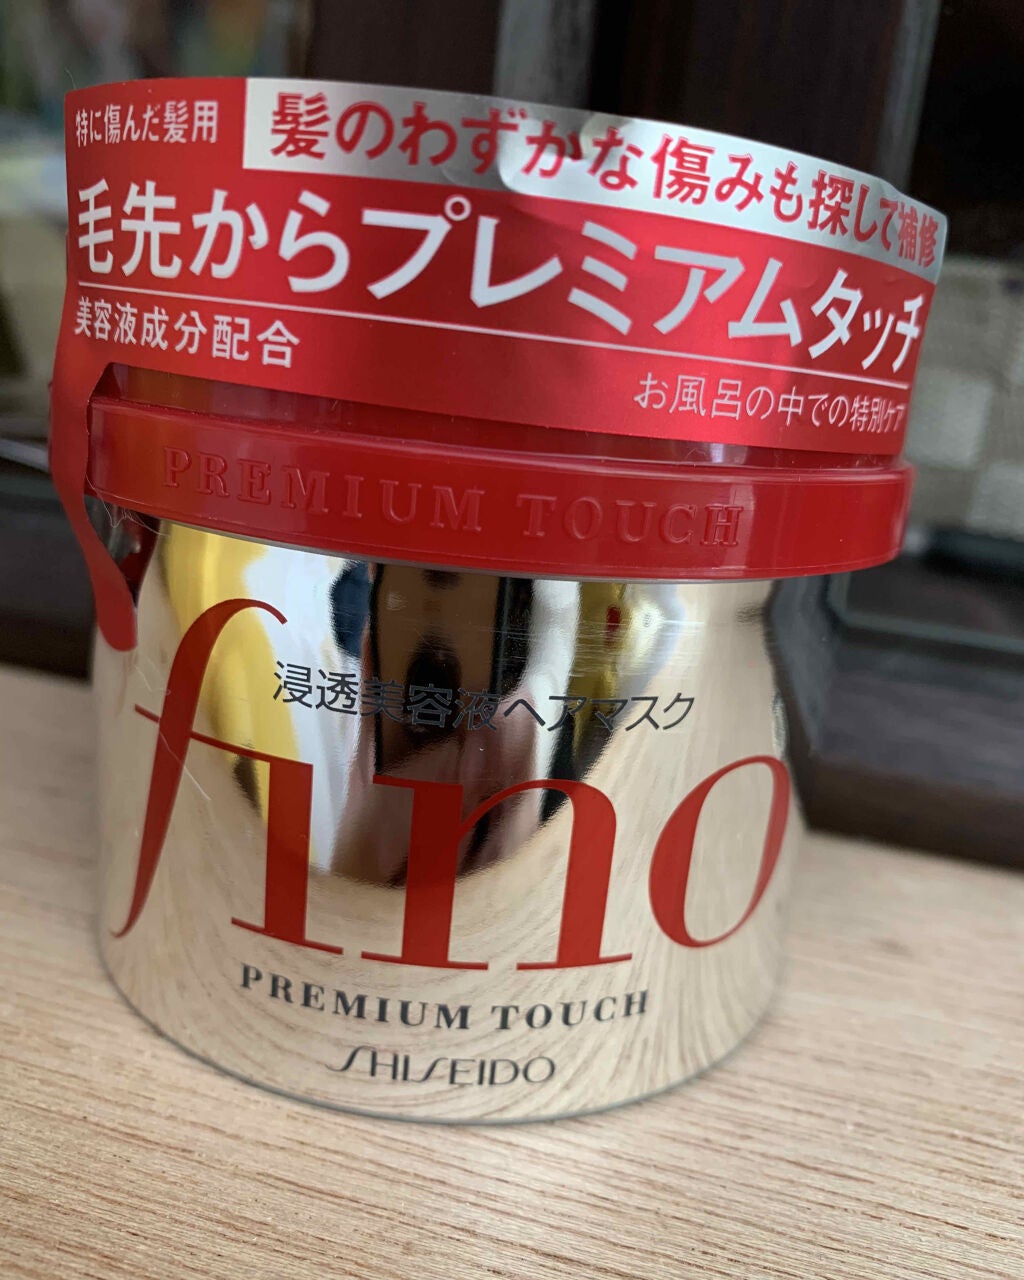 特に傷んだ髪用
髪のわずかな傷みも探して補修
毛先からプレミアムタッチ
美容液成分配合
お風呂の中での特別ケア
PREMIUM TOUCH
浸透美容液ヘアマスク
fino
PREMIUM TOUCH
SHISEIDO